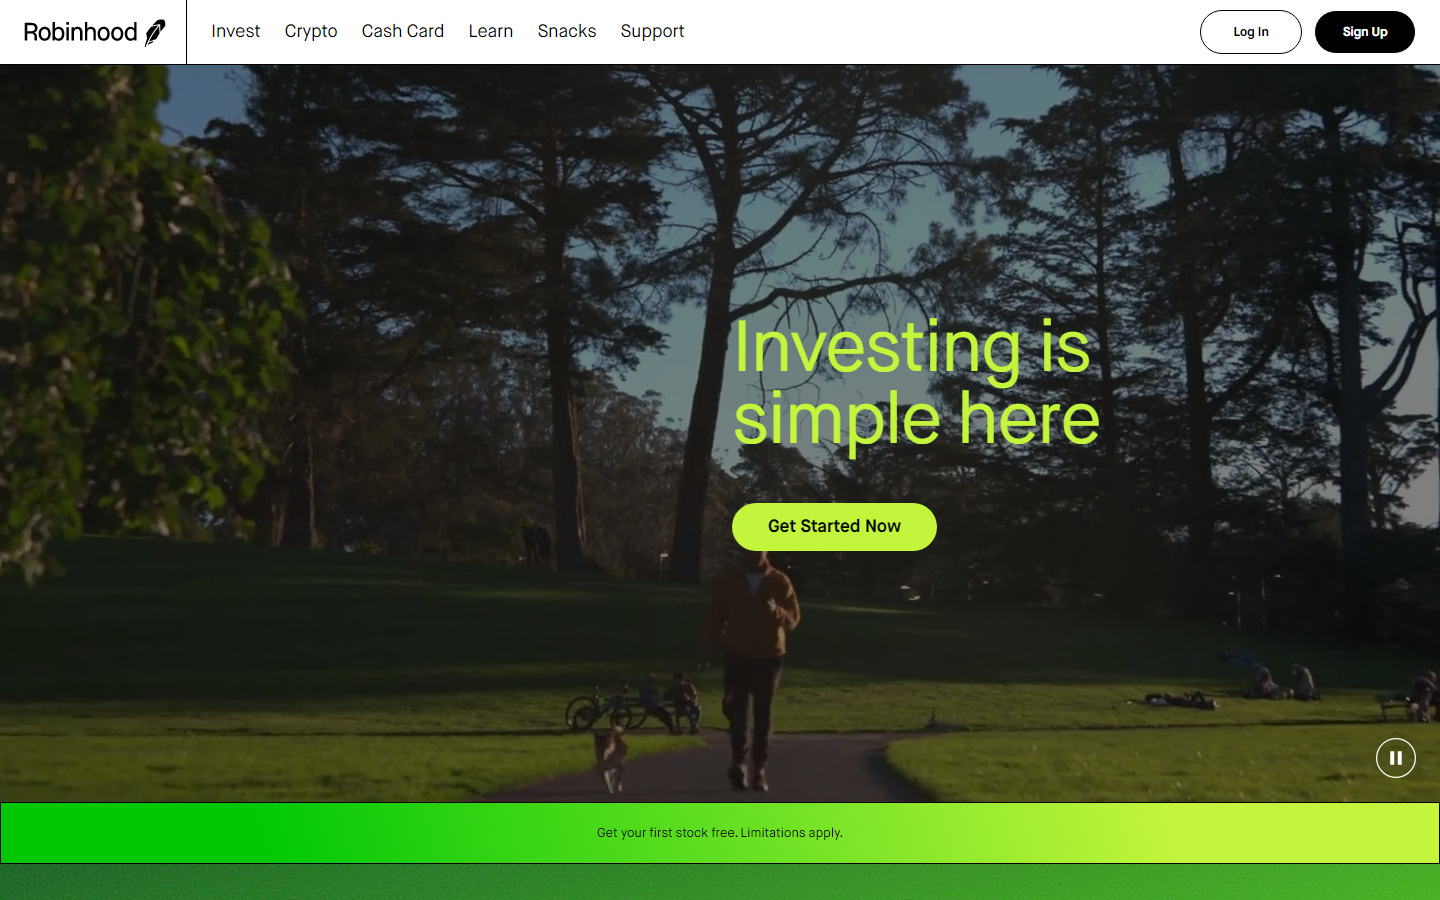 Robinhood
Invest
Crypto
Cash Card
Learn
Snacks
Support
Log In
Sign Up
Investing is
simple here
Get Started Now
Get your first stock free. Limitations apply.